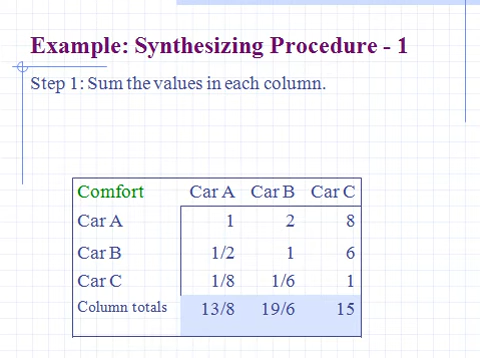 Example: Synthesizing Procedure - 1
Step 1: Sum the values in each column.
Comfort Car A Car B Car C
Car A 1 2 8
Car B 1/2 1 6
Car C 1/8 1/6 1
Column totals 13/8 19/6 15